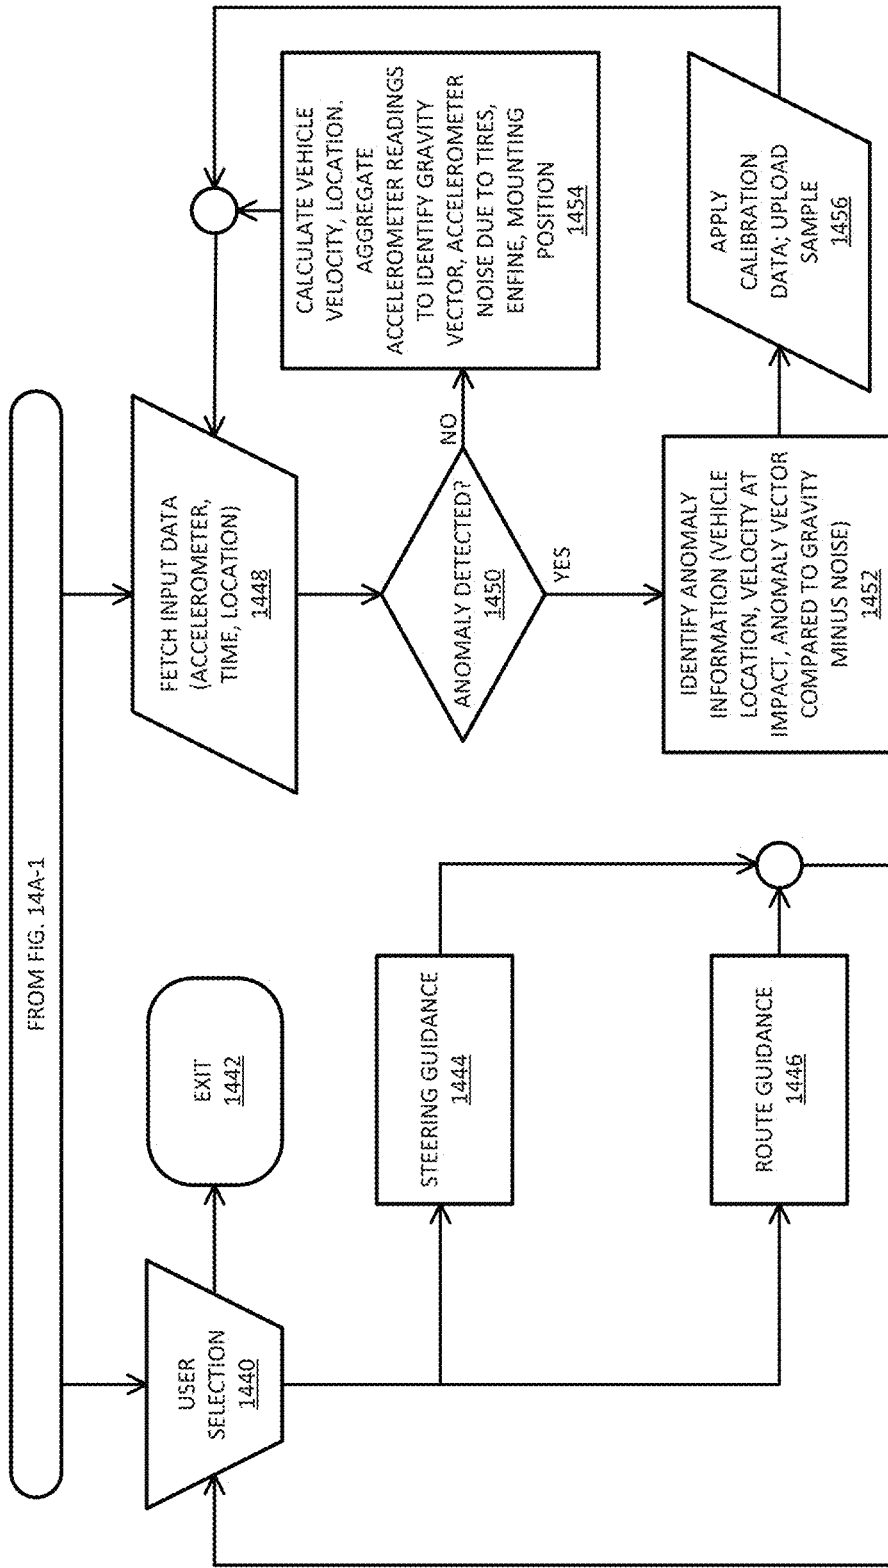 FROM FIG. 14A-1
USER
SELECTION
1440
EXIT
1442
STEERING GUIDANCE
1444
ROUTE GUIDANCE
1446
FETCH INPUT DATA
(ACCELEROMETER,
TIME, LOCATION)
1448
ANOMALY DETECTED?
1450
NO
YES
CALCULATE VEHICLE
VELOCITY, LOCATION.
AGGREGATE
ACCELEROMETER READINGS
TO IDENTIFY GRAVITY
VECTOR, ACCELEROMETER
NOISE DUE TO TIRES,
ENFINE, MOUNTING
POSITION
1454
IDENTIFY ANOMALY
INFORMATION (VEHICLE
LOCATION, VELOCITY AT
IMPACT, ANOMALY VECTOR
COMPARED TO GRAVITY
MINUS NOISE)
1452
APPLY
CALIBRATION
DATA; UPLOAD
SAMPLE
1456